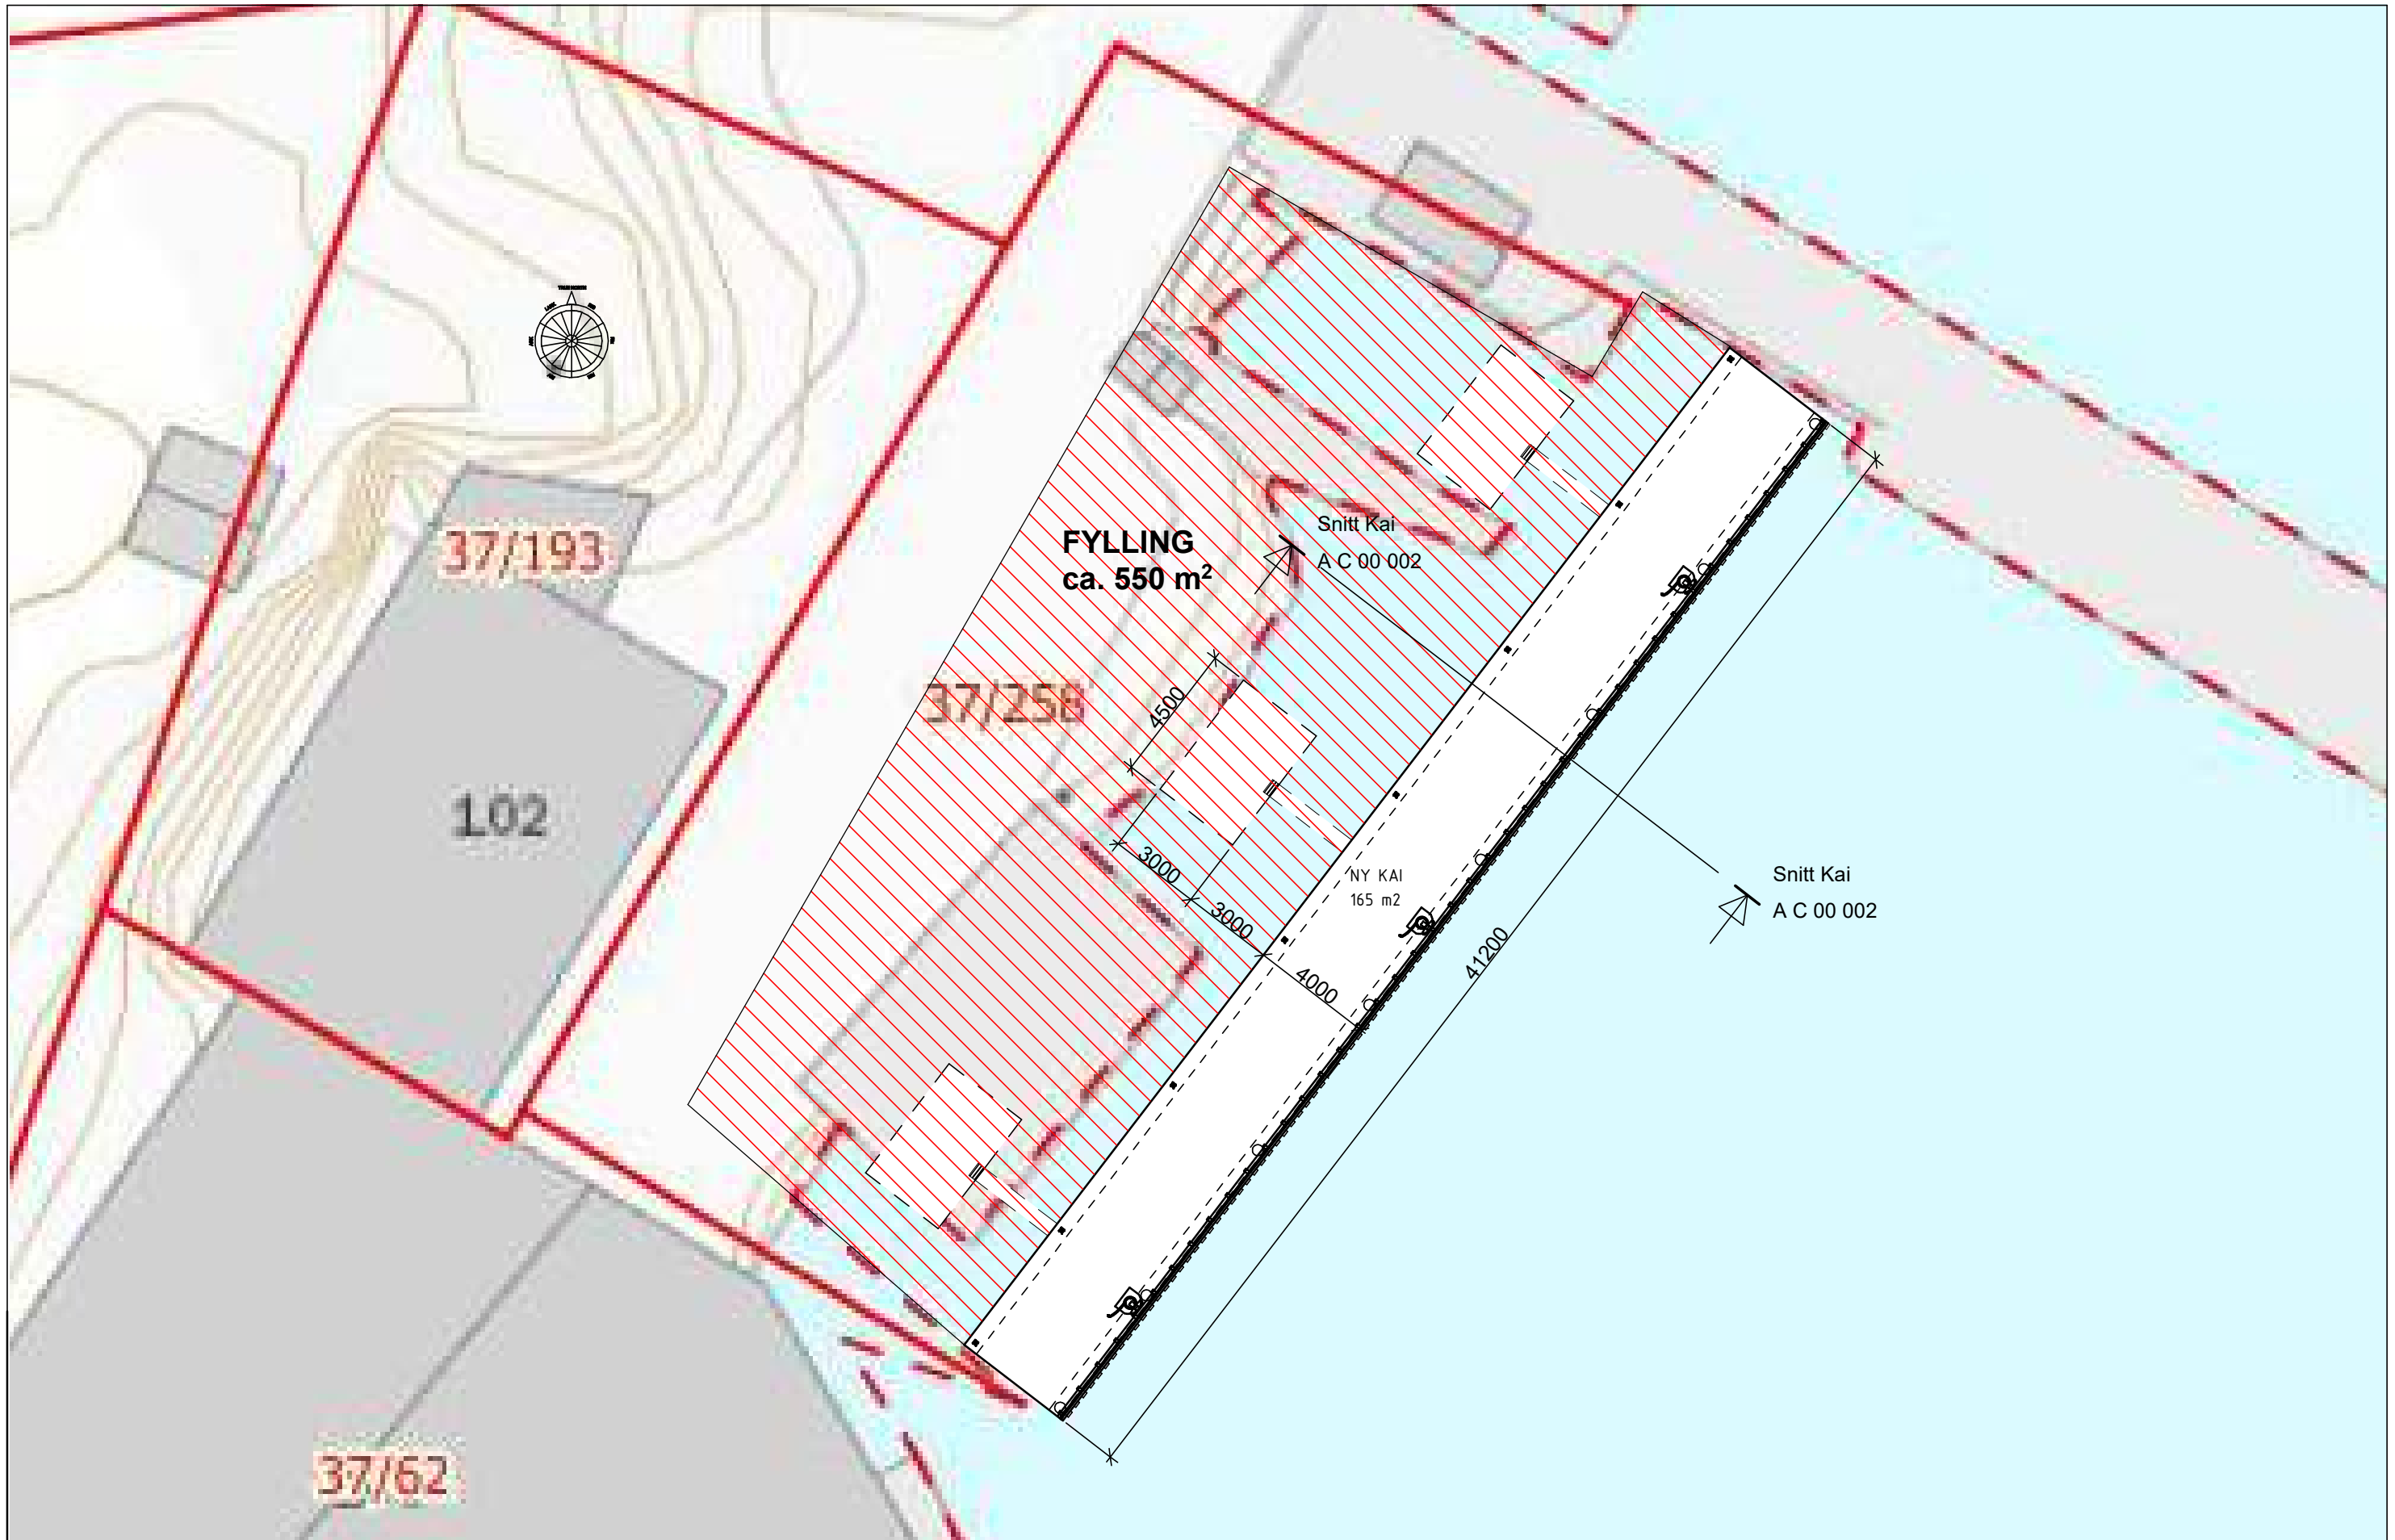 37/193
FYLLING
ca. 550 m²
Snitt Kai
A C 00 002
37/258
4500
102
3000
3000
NY KAI
165 m2
4000
41200
Snitt Kai
A C 00 002
37/62